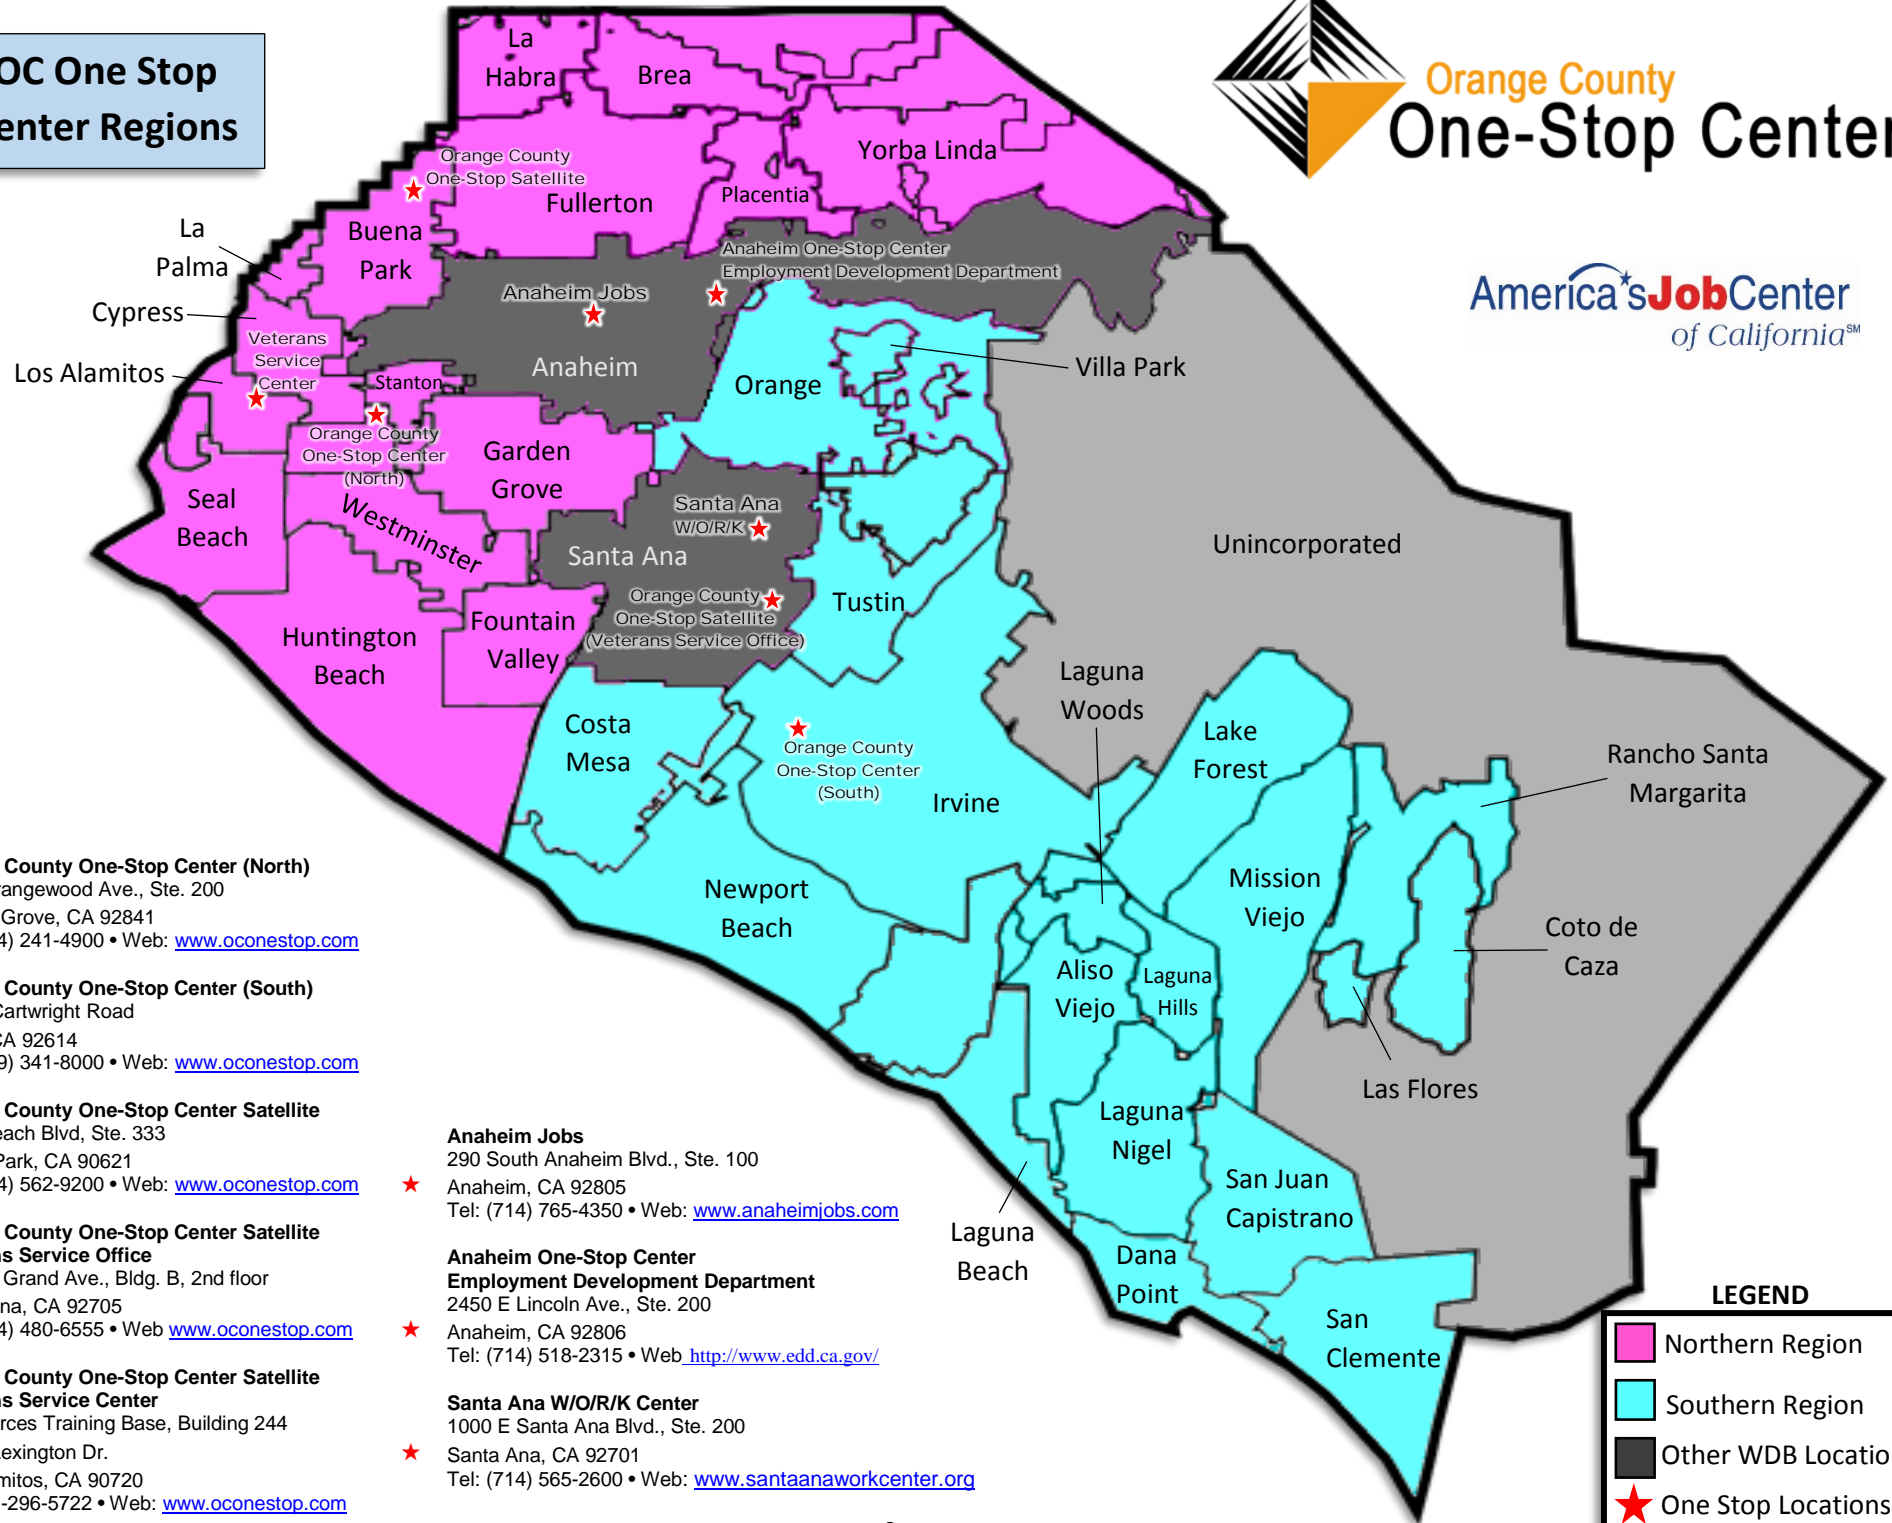 OC One Stop
enter Regions
Orange County
One-Stop Center
America'sJobCenter
of California℠
La
Habra
Brea
Yorba Linda
Placentia
Orange County
One-Stop Satellite
Fullerton
Buena
Park
La
Palma
Cypress
Los Alamitos
Veterans
Service
Center
Stanton
Anaheim Jobs
Anaheim
Anaheim One-Stop Center
Employment Development Department
Orange
Villa Park
Orange County
One-Stop Center
(North)
Garden
Grove
Seal
Beach
Westminster
Santa Ana
W/O/R/K
Santa Ana
Orange County
One-Stop Satellite
(Veterans Service Office)
Tustin
Unincorporated
Huntington
Beach
Fountain
Valley
Costa
Mesa
Orange County
One-Stop Center
(South)
Irvine
Laguna
Woods
Lake
Forest
Rancho Santa
Margarita
Newport
Beach
Mission
Viejo
Coto de
Caza
Aliso
Viejo
Laguna
Hills
Las Flores
Laguna
Nigel
San Juan
Capistrano
Laguna
Beach
Dana
Point
San
Clemente
County One-Stop Center (North)
rangewood Ave., Ste. 200
Grove, CA 92841
4) 241-4900 • Web: www.oconestop.com
County One-Stop Center (South)
Cartwright Road
CA 92614
9) 341-8000 • Web: www.oconestop.com
County One-Stop Center Satellite
each Blvd, Ste. 333
Park, CA 90621
4) 562-9200 • Web: www.oconestop.com
County One-Stop Center Satellite
ns Service Office
Grand Ave., Bldg. B, 2nd floor
na, CA 92705
4) 480-6555 • Web www.oconestop.com
County One-Stop Center Satellite
ns Service Center
rces Training Base, Building 244
exington Dr.
mitos, CA 90720
-296-5722 • Web: www.oconestop.com
Anaheim Jobs
290 South Anaheim Blvd., Ste. 100
Anaheim, CA 92805
Tel: (714) 765-4350 • Web: www.anaheimjobs.com
Anaheim One-Stop Center
Employment Development Department
2450 E Lincoln Ave., Ste. 200
Anaheim, CA 92806
Tel: (714) 518-2315 • Web http://www.edd.ca.gov/
Santa Ana W/O/R/K Center
1000 E Santa Ana Blvd., Ste. 200
Santa Ana, CA 92701
Tel: (714) 565-2600 • Web: www.santaanaworkcenter.org
LEGEND
Northern Region
Southern Region
Other WDB Locatio
One Stop Locations